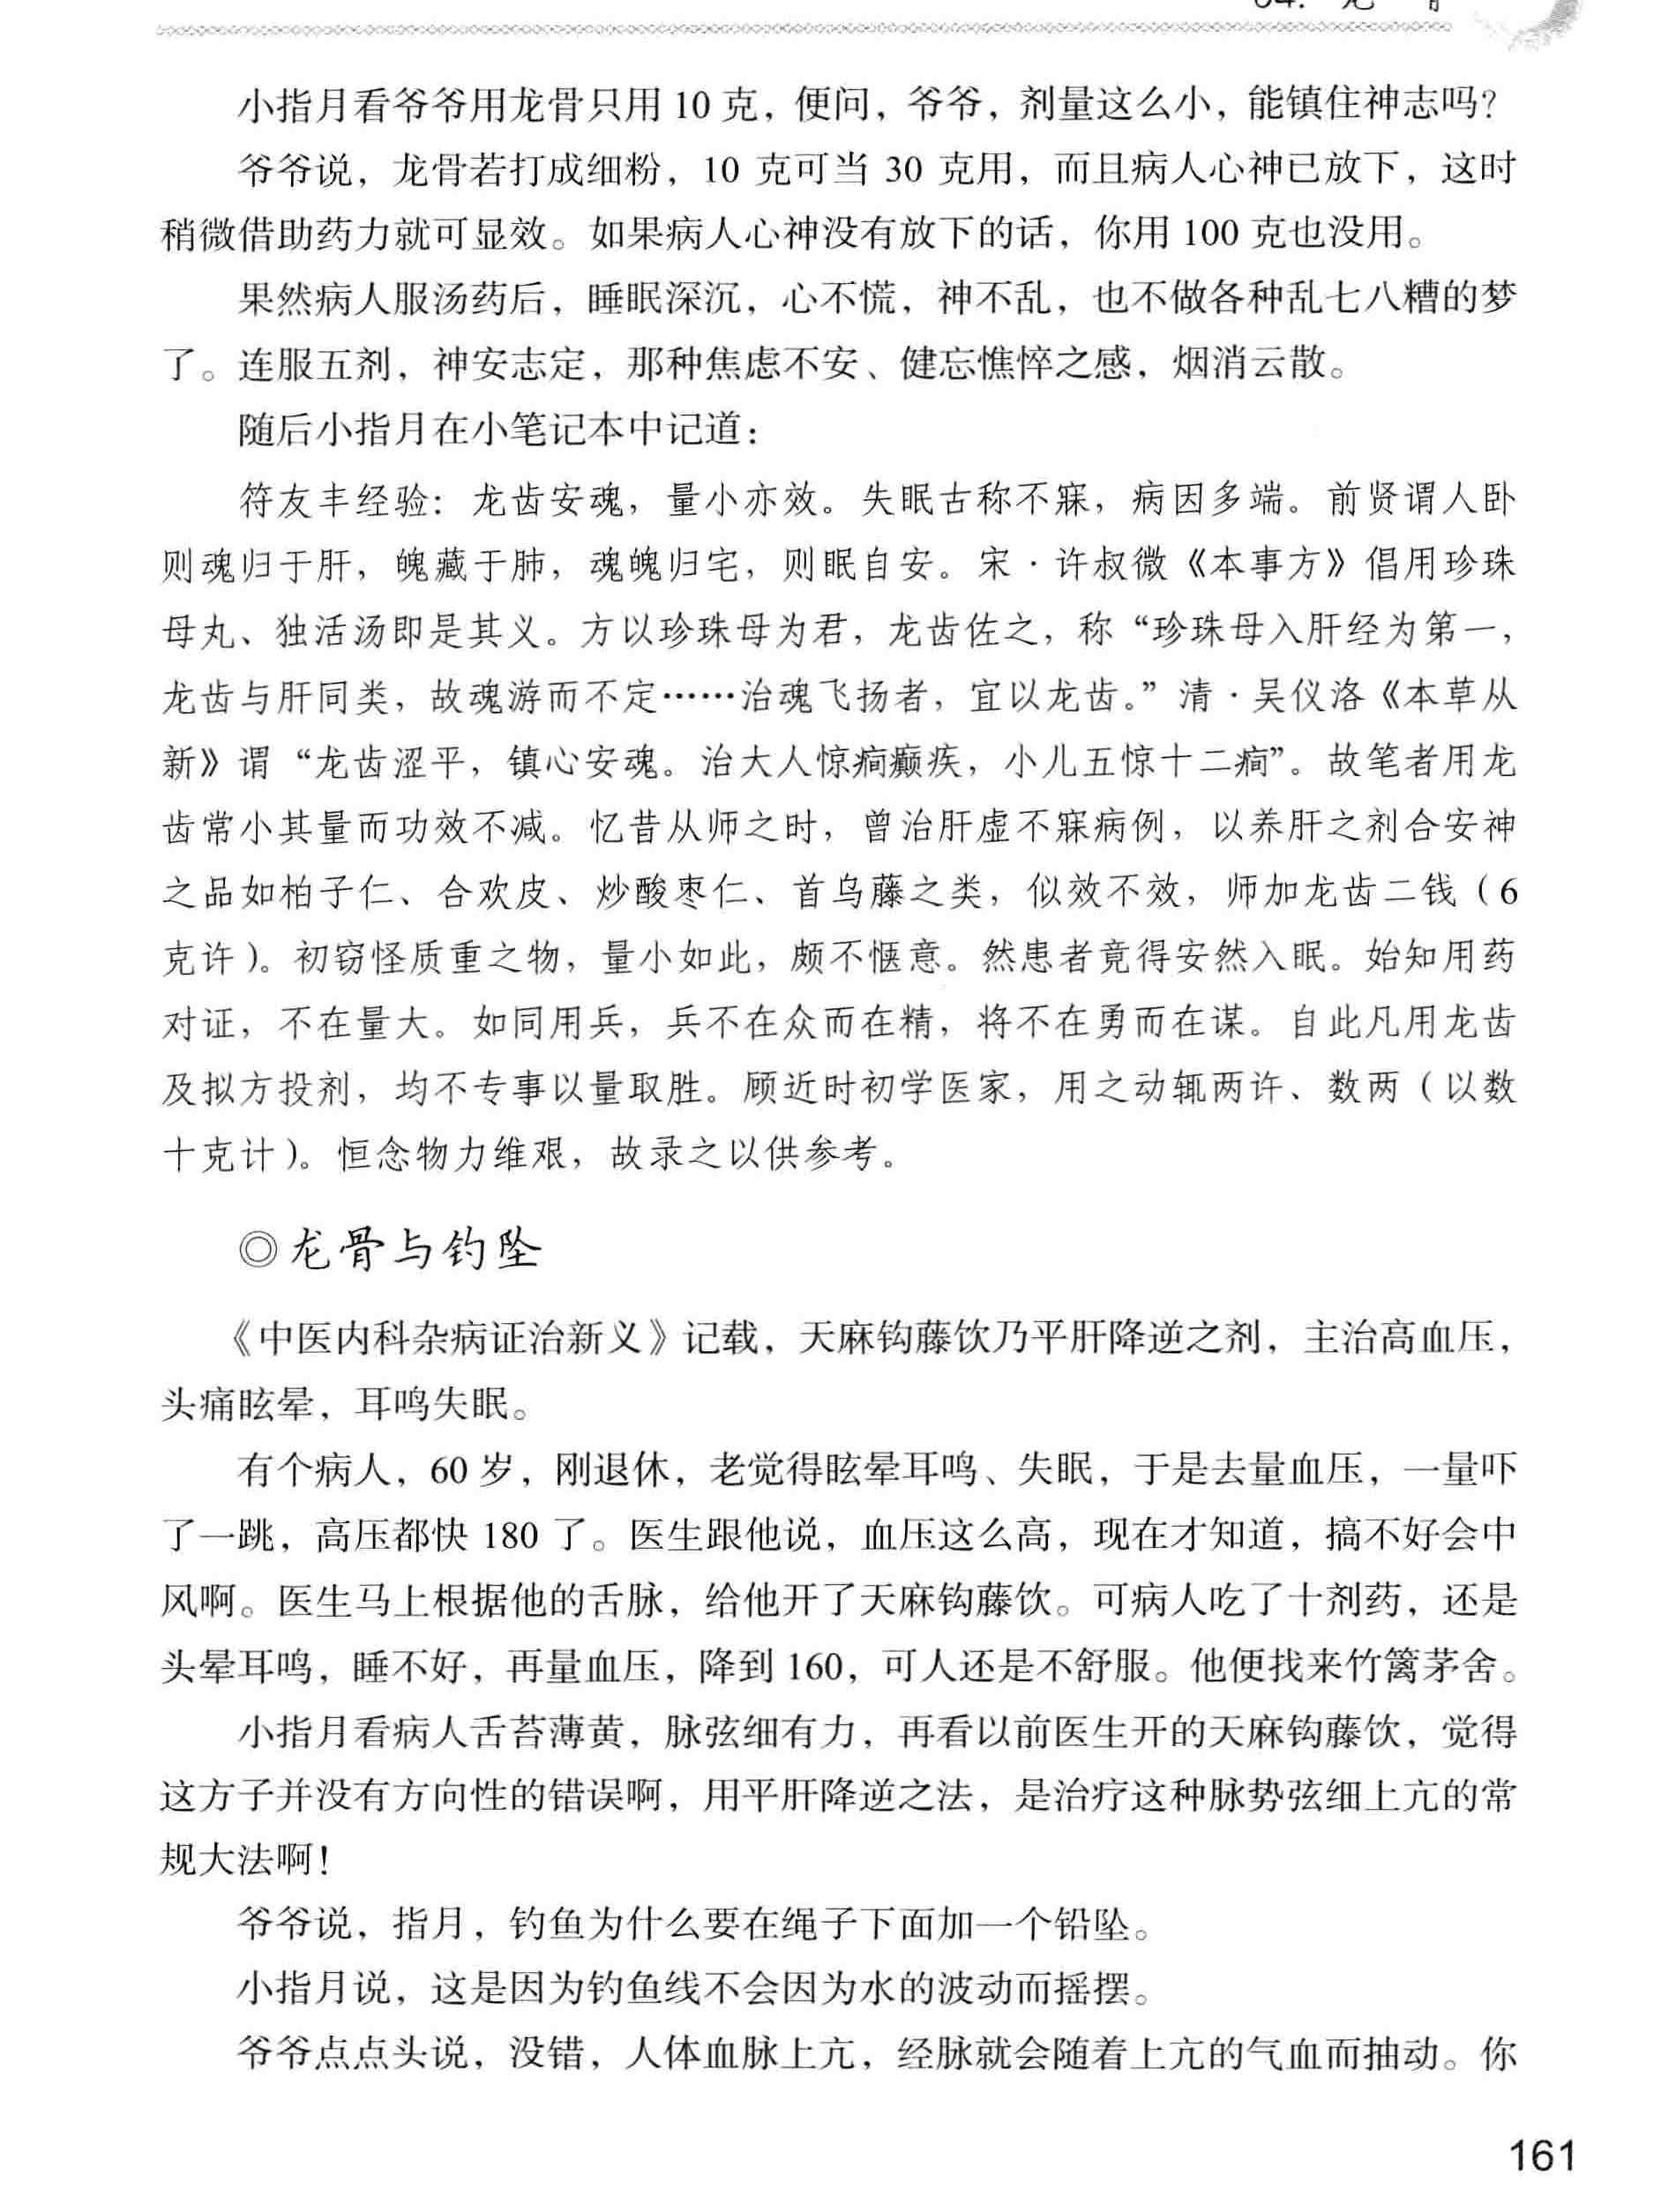 小指月看爷爷用龙骨只用 10 克，便问，爷爷，剂量这么小，能镇住神志吗？
爷爷说，龙骨若打成细粉，10 克可当 30 克用，而且病人心神已放下，这时
稍微借助药力就可显效。如果病人心神没有放下的话，你用 100 克也没用。
果然病人服汤药后，睡眠深沉，心不慌，神不乱，也不做各种乱七八糟的梦
了。连服五剂，神安志定，那种焦虑不安、健忘憔悴之感，烟消云散。
随后小指月在小笔记本中记道：
符友丰经验：龙齿安魂，量小亦效。失眠古称不寐，病因多端。前贤谓人卧
则魂归于肝，魄藏于肺，魂魄归宅，则眠自安。宋·许叔微《本事方》倡用珍珠
母丸、独活汤即是其义。方以珍珠母为君，龙齿佐之，称“珍珠母入肝经为第一，
龙齿与肝同类，故魂游而不定……治魂飞扬者，宜以龙齿。”清·吴仪洛《本草从
新》谓“龙齿涩平，镇心安魂。治大人惊痫癫疾，小儿五惊十二痫”。故笔者用龙
齿常小其量而功效不减。忆昔从师之时，曾治肝虚不寐病例，以养肝之剂合安神
之品如柏子仁、合欢皮、炒酸枣仁、首乌藤之类，似效不效，师加龙齿二钱（6
克许）。初窃怪质重之物，量小如此，颇不惬意。然患者竟得安然入眠。始知用药
对证，不在量大。如同用兵，兵不在众而在精，将不在勇而在谋。自此凡用龙齿
及拟方投剂，均不专事以量取胜。顾近时初学医家，用之动辄两许、数两（以数
十克计）。恒念物力维艰，故录之以供参考。
◎龙骨与钓坠
《中医内科杂病证治新义》记载，天麻钩藤饮乃平肝降逆之剂，主治高血压，
头痛眩晕，耳鸣失眠。
有个病人，60 岁，刚退休，老觉得眩晕耳鸣、失眠，于是去量血压，一量吓
了一跳，高压都快 180 了。医生跟他说，血压这么高，现在才知道，搞不好会中
风啊。医生马上根据他的舌脉，给他开了天麻钩藤饮。可病人吃了十剂药，还是
头晕耳鸣，睡不好，再量血压，降到 160，可人还是不舒服。他便找来竹篱茅舍。
小指月看病人舌苔薄黄，脉弦细有力，再看以前医生开的天麻钩藤饮，觉得
这方子并没有方向性的错误啊，用平肝降逆之法，是治疗这种脉势弦细上亢的常
规大法啊！
爷爷说，指月，钓鱼为什么要在绳子下面加一个铅坠。
小指月说，这是因为钓鱼线不会因为水的波动而摇摆。
爷爷点点头说，没错，人体血脉上亢，经脉就会随着上亢的气血而抽动。你
161